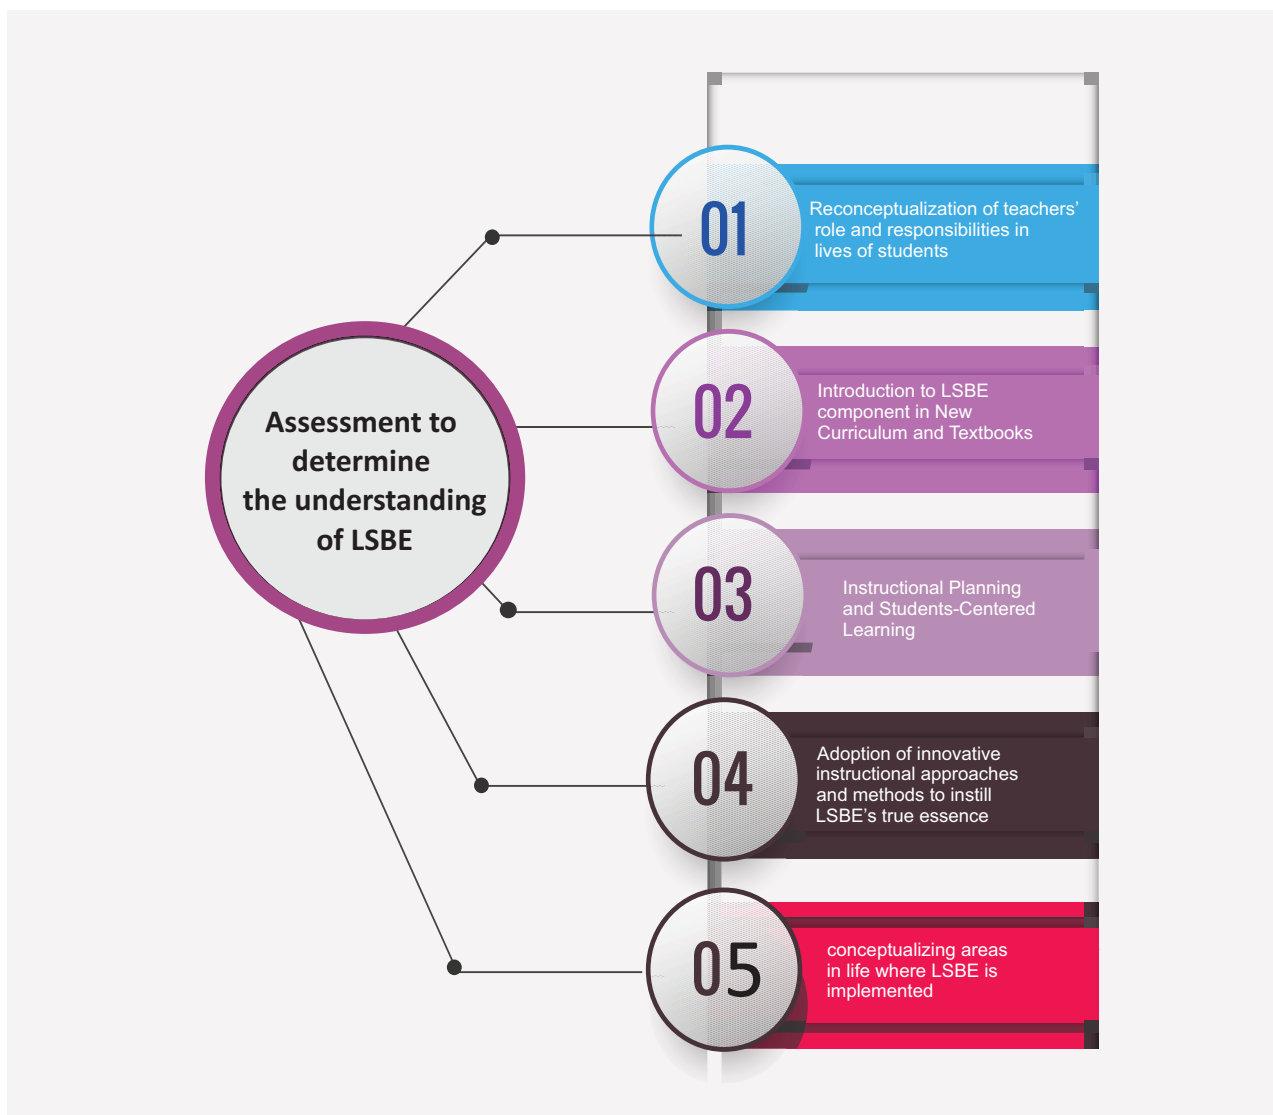 Assessment to
determine
the understanding
of LSBE
01
Reconceptualization of teachers’
role and responsibilities in
lives of students
02
Introduction to LSBE
component in New
Curriculum and Textbooks
03
Instructional Planning
and Students-Centered
Learning
04
Adoption of innovative
instructional approaches
and methods to instill
LSBE’s true essence
05
conceptualizing areas
in life where LSBE is
implemented